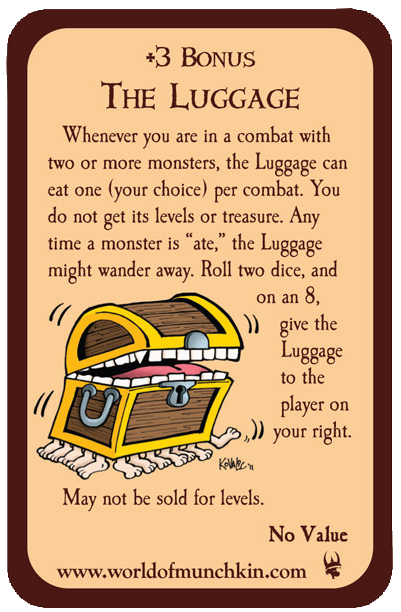 +3 Bonus
The Luggage
Whenever you are in a combat with
two or more monsters, the Luggage can
eat one (your choice) per combat. You
do not get its levels or treasure. Any
time a monster is “ate,” the Luggage
might wander away. Roll two dice, and
on an 8,
give the
Luggage
to the
player on
your right.
Kovalic '11
May not be sold for levels.
No Value
www.worldofmunchkin.com